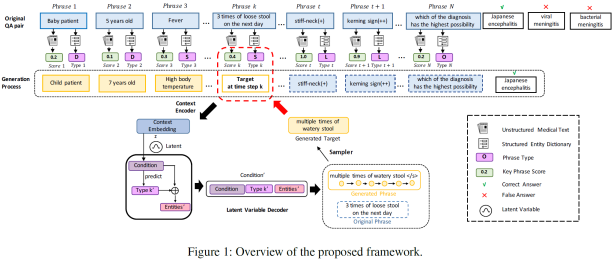 Phrase 1 Phrase 2 Phrase 3 Phrase k Phrase t Phrase t + 1 Phrase N
Original QA pair
Baby patient 5 years old Fever ... 3 times of loose stool on the next day ... stiff-neck(+) kerning sign(++) ... which of the diagnosis has the highest possibility
✓ Japanese encephalitis
✕ viral meningitis
✕ bacterial meningitis
0.2 O 0.1 D 0.3 S ... 0.4 S ... 1.0 L 0.9 L ... 0.2 O
Score 1 Type 1 Score 2 Type 2 Score 3 Type 3 Score k Type k Score t Type t Score t + 1 Type t + 1 Score N Type N
Generation Process
Child patient 7 years old High body temperature ... Target at time step k ... stiff-neck(+) kerning sign(++) ... which of the diagnosis has the highest possibility
✓ Japanese encephalitis
Context Encoder
Context Embedding
z
Latent
Condition
predict
Type k'
Entities'
Condition'
Condition Type k' Entities'
Latent Variable Decoder
multiple times of watery stool
Generated Target
Sampler
multiple times of watery stool </s>
Generated Phrase
3 times of loose stool on the next day
Original Phrase
Unstructured Medical Text
Structured Entity Dictionary
O Phrase Type
0.2 Key Phrase Score
✓ Correct Answer
✕ False Answer
Latent Variable
Figure 1: Overview of the proposed framework.